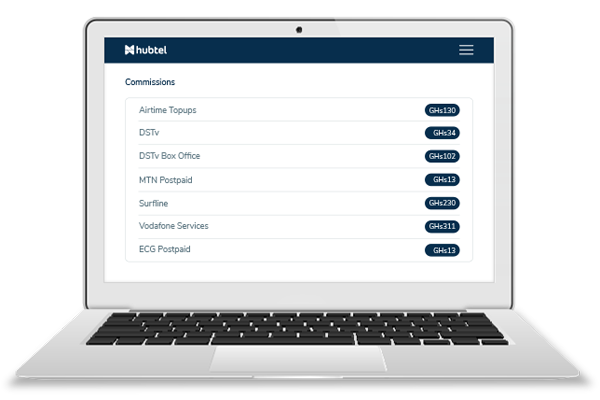 hubtel
Commissions
Airtime Topups GHs130
DSTv GHs34
DSTv Box Office GHs102
MTN Postpaid GHs13
Surfline GHs230
Vodafone Services GHs311
ECG Postpaid GHs13